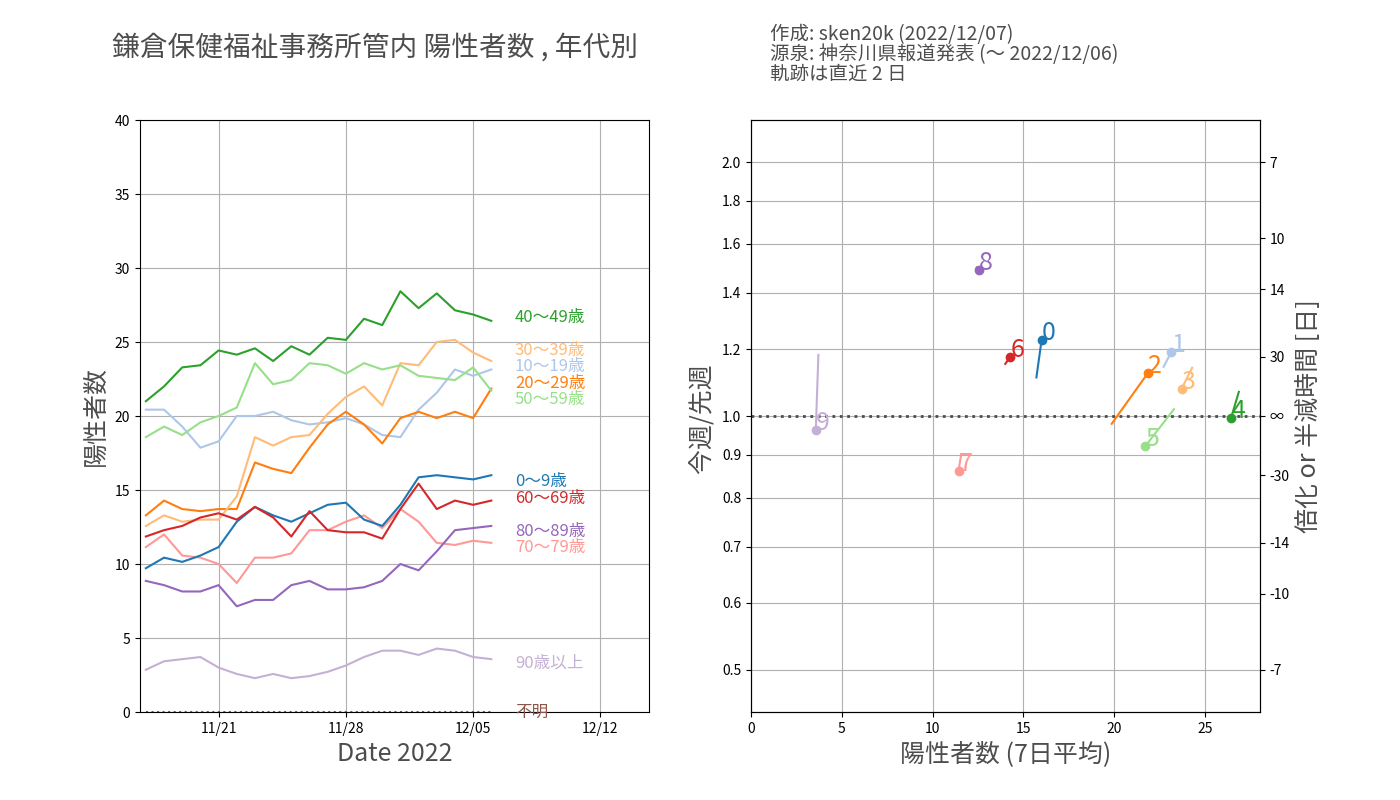 鎌倉保健福祉事務所管内 陽性者数 , 年代別
作成: sken20k (2022/12/07)
源泉: 神奈川県報道発表 (〜 2022/12/06)
軌跡は直近 2 日
陽性者数
40
35
30
25
20
15
10
5
0
11/21
11/28
12/05
12/12
Date 2022
40〜49歳
30〜39歳
10〜19歳
20〜29歳
50〜59歳
0〜9歳
60〜69歳
80〜89歳
70〜79歳
90歳以上
不明
今週/先週
2.0
1.8
1.6
1.4
1.2
1.0
0.9
0.8
0.7
0.6
0.5
8
0
1
6
2
3
4
9
5
7
0
5
10
15
20
25
陽性者数 (7日平均)
7
10
14
30
∞
-30
-14
-10
-7
倍化 or 半減時間 [日]